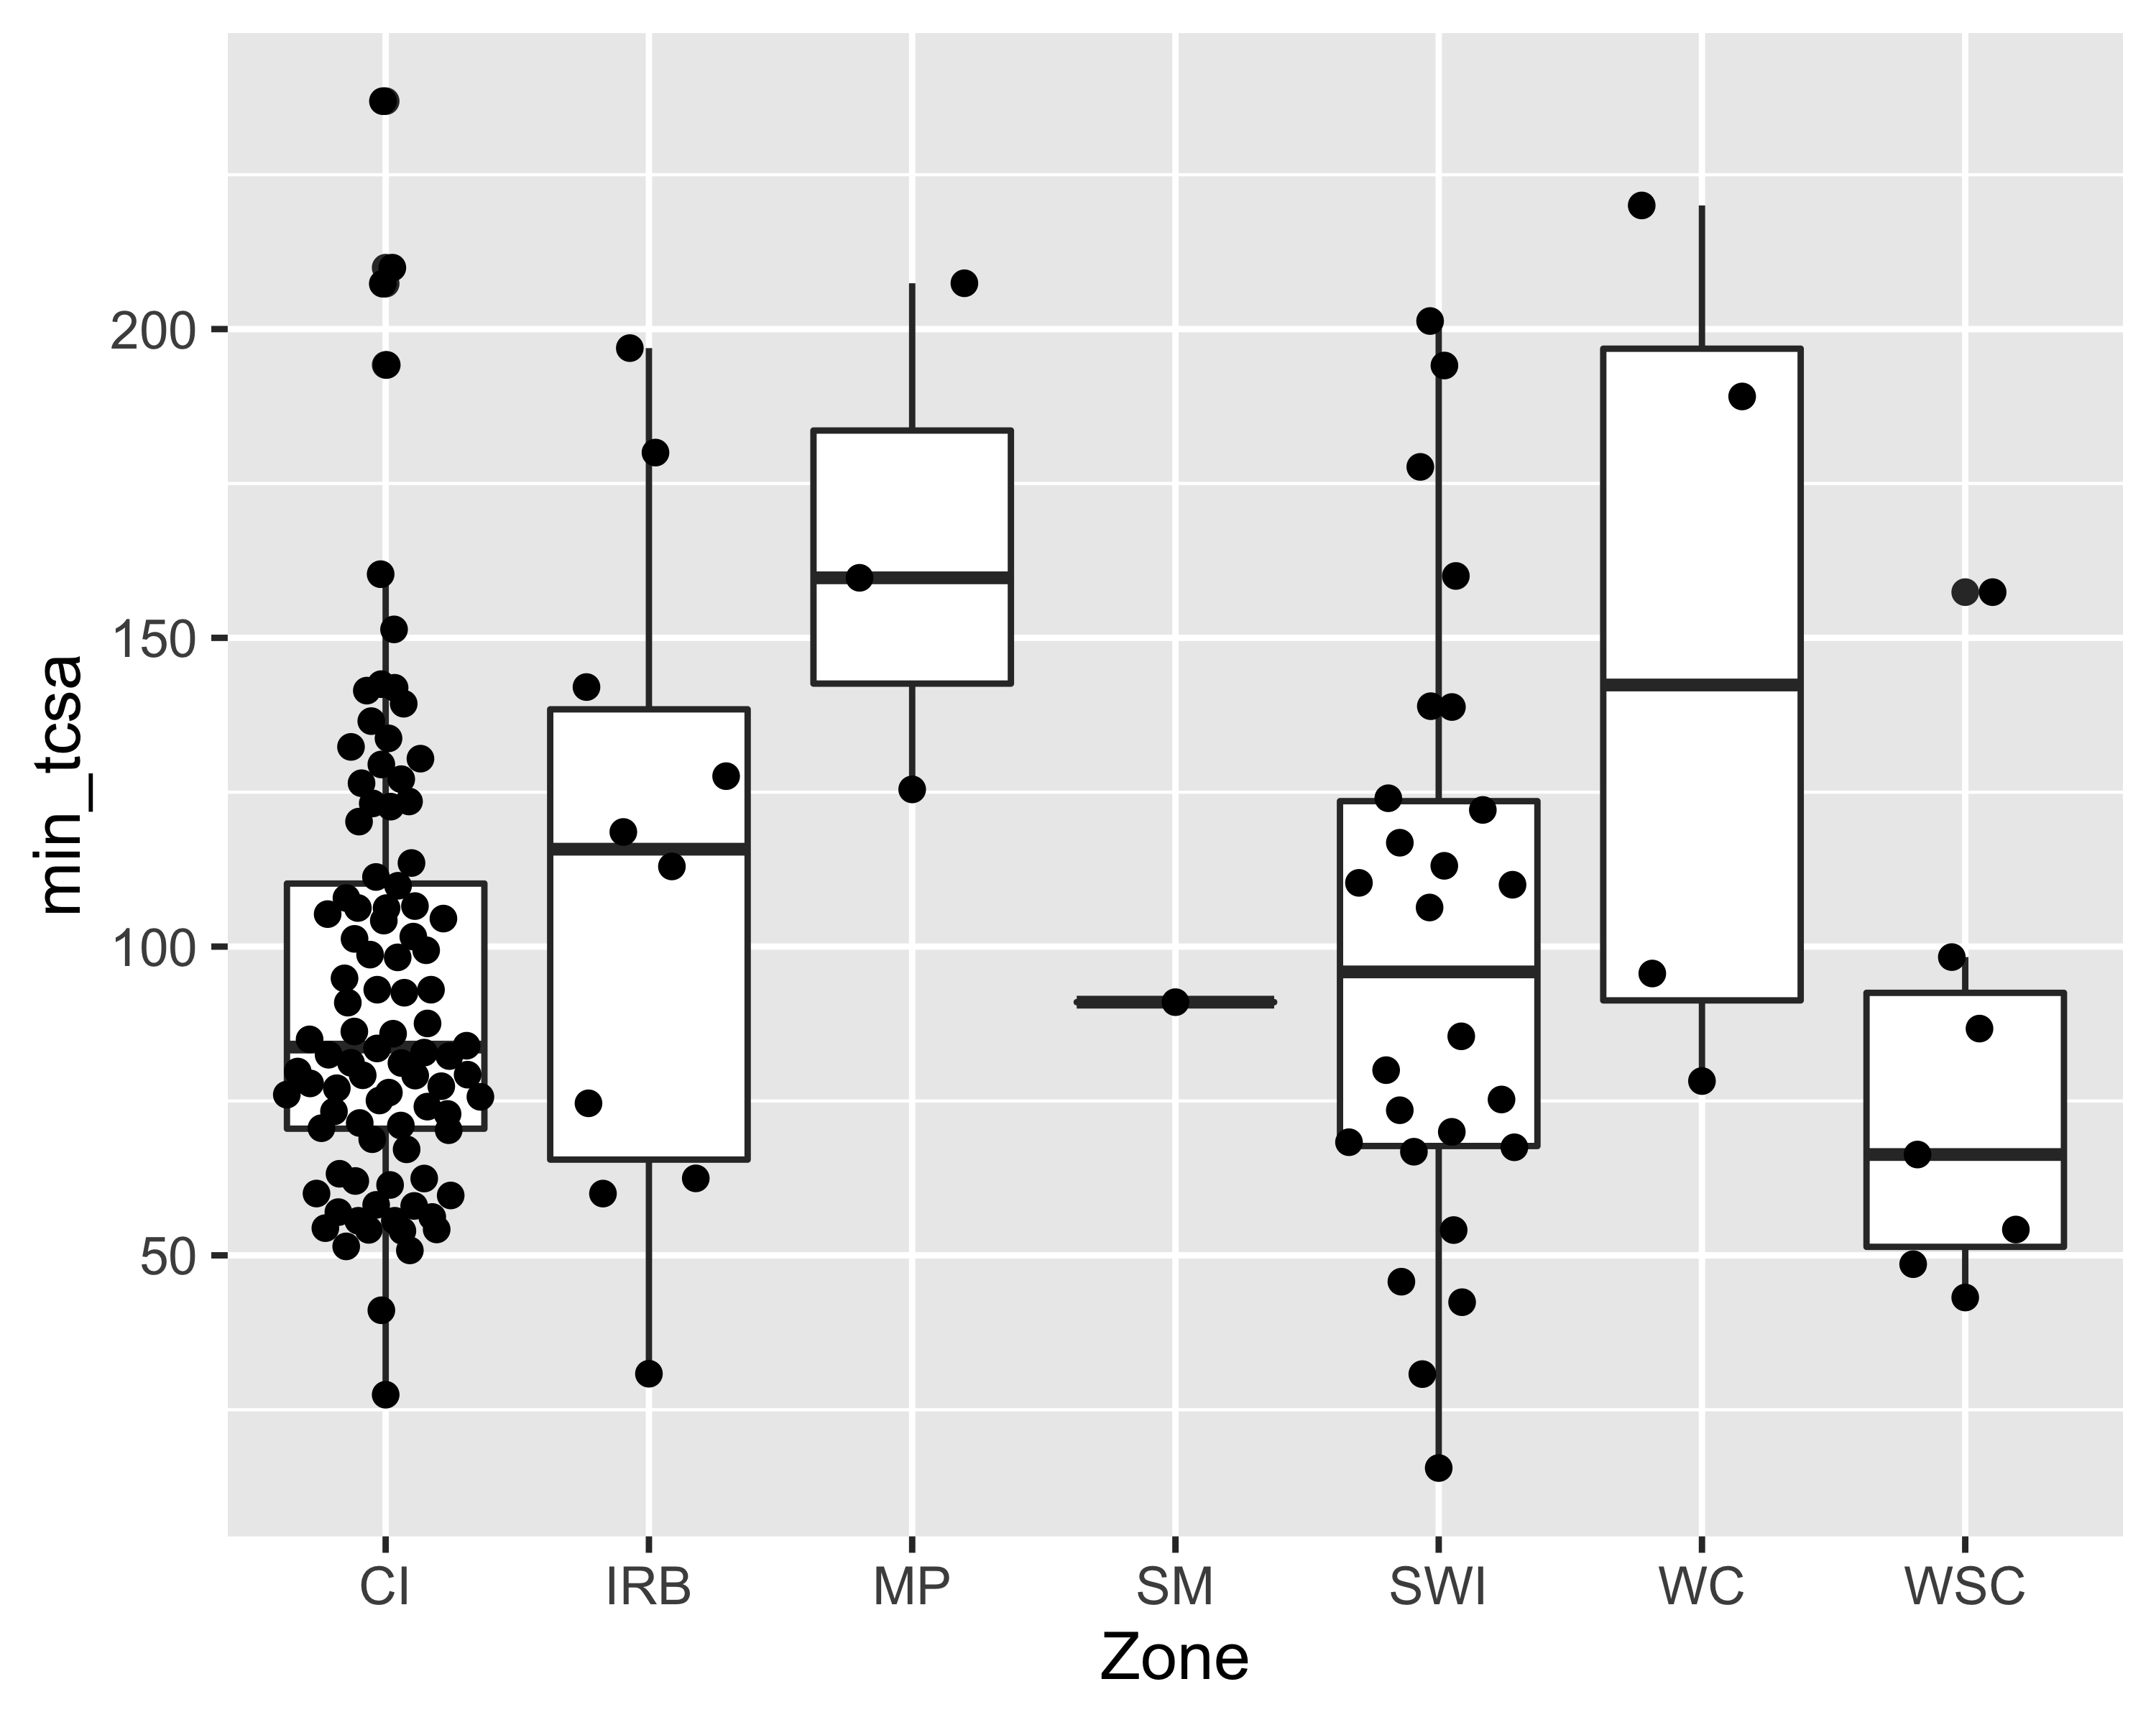 min_tcsa
200
150
100
50
CI IRB MP SM SWI WC WSC
Zone